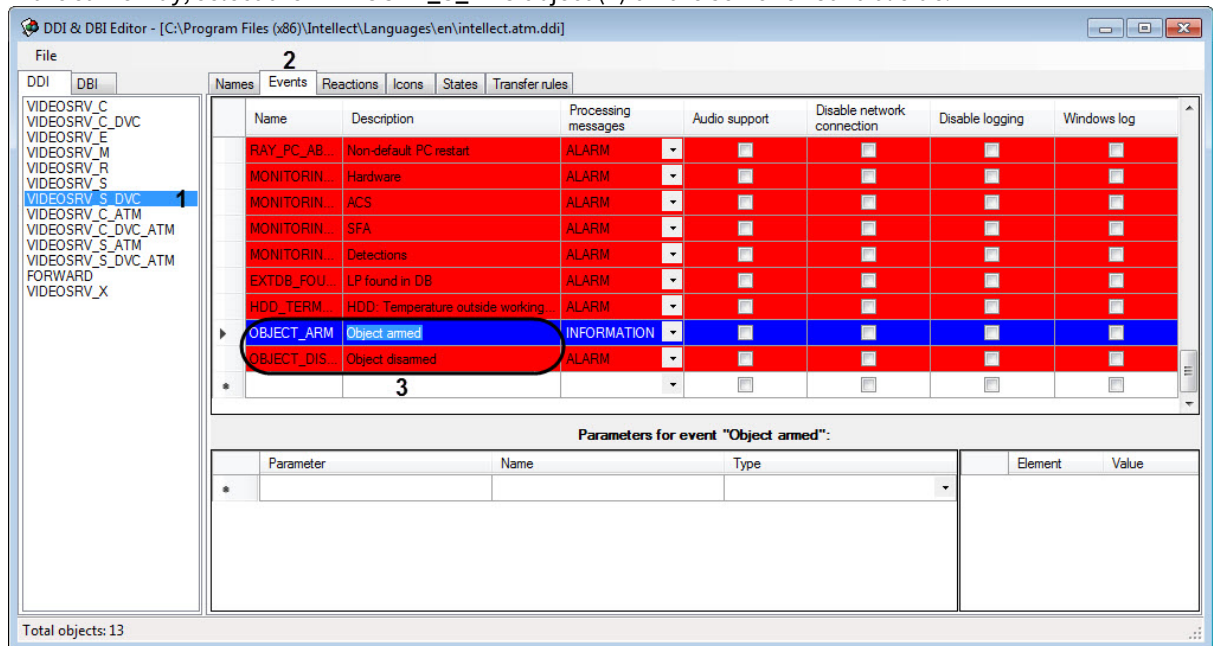 DDI & DBI Editor - [C:\Program Files (x86)\Intellect\Languages\en\intellect.atm.ddi]
File
2
DDI DBI
Names Events Reactions Icons States Transfer rules
VIDEOSRV_C
VIDEOSRV_C_DVC
VIDEOSRV_E
VIDEOSRV_M
VIDEOSRV_R
VIDEOSRV_S
VIDEOSRV_S_DVC 1
VIDEOSRV_C_ATM
VIDEOSRV_C_DVC_ATM
VIDEOSRV_S_ATM
VIDEOSRV_S_DVC_ATM
FORWARD
VIDEOSRV_X
Name Description Processing messages Audio support Disable network connection Disable logging Windows log
RAY_PC_AB... Non-default PC restart ALARM
MONITORIN... Hardware ALARM
MONITORIN... ACS ALARM
MONITORIN... SFA ALARM
MONITORIN... Detections ALARM
EXTDB_FOU... LP found in DB ALARM
HDD_TERM... HDD: Temperature outside working... ALARM
OBJECT_ARM Object armed INFORMATION
OBJECT_DIS... Object disarmed ALARM
3
Parameters for event "Object armed":
Parameter Name Type Element Value
Total objects: 13